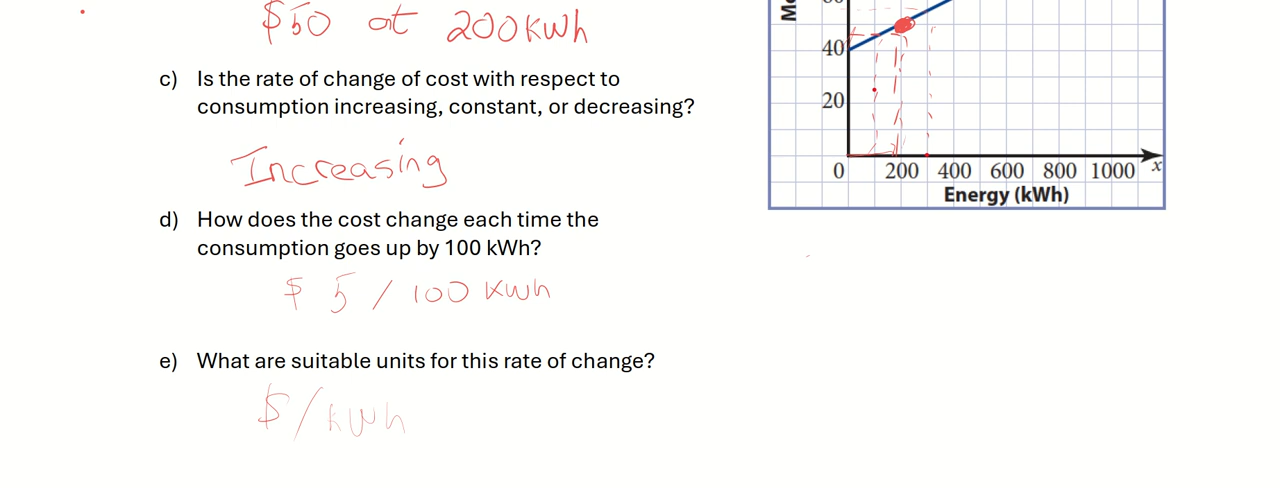 $50 at 200kWh
c) Is the rate of change of cost with respect to
consumption increasing, constant, or decreasing?
Increasing
d) How does the cost change each time the
consumption goes up by 100 kWh?
$ 5 / 100 kwh
e) What are suitable units for this rate of change?
$/kWh
40
20
0 200 400 600 800 1000 x
Energy (kWh)